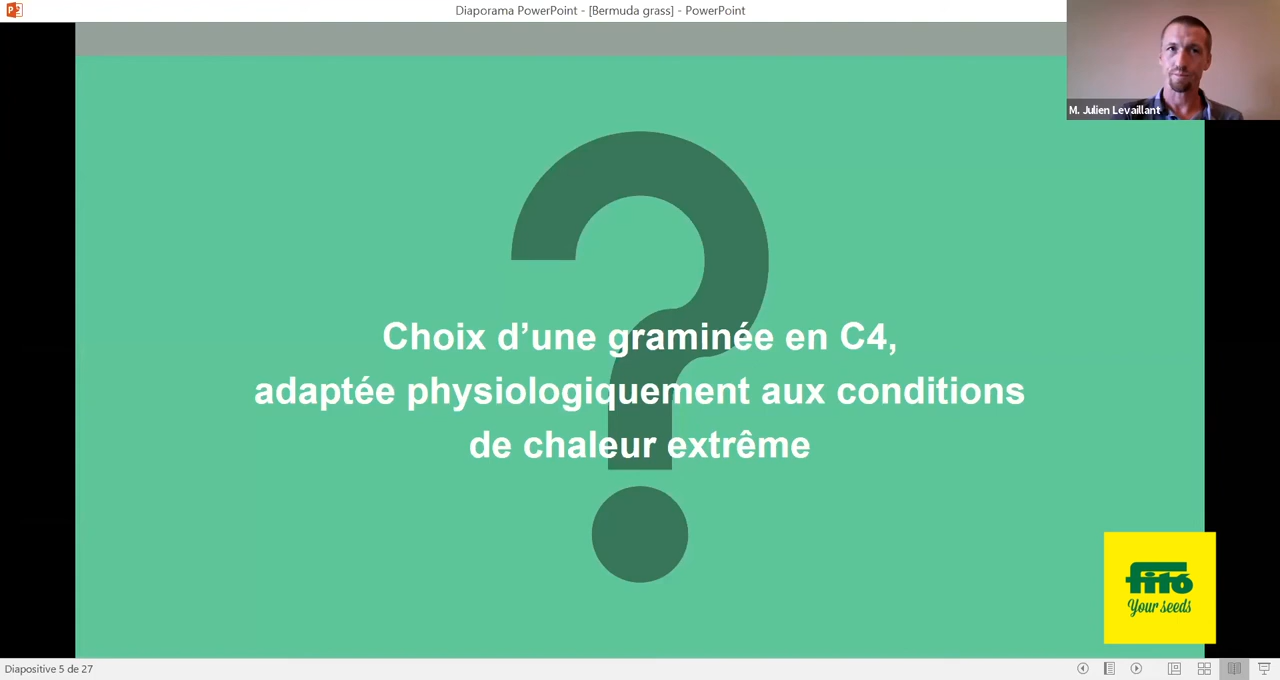 Diaporama PowerPoint - [Bermuda grass] - PowerPoint
M. Julien Levaillant
Choix d’une graminée en C4,
adaptée physiologiquement aux conditions
de chaleur extrême
fitó
Your seeds
Diapositive 5 de 27